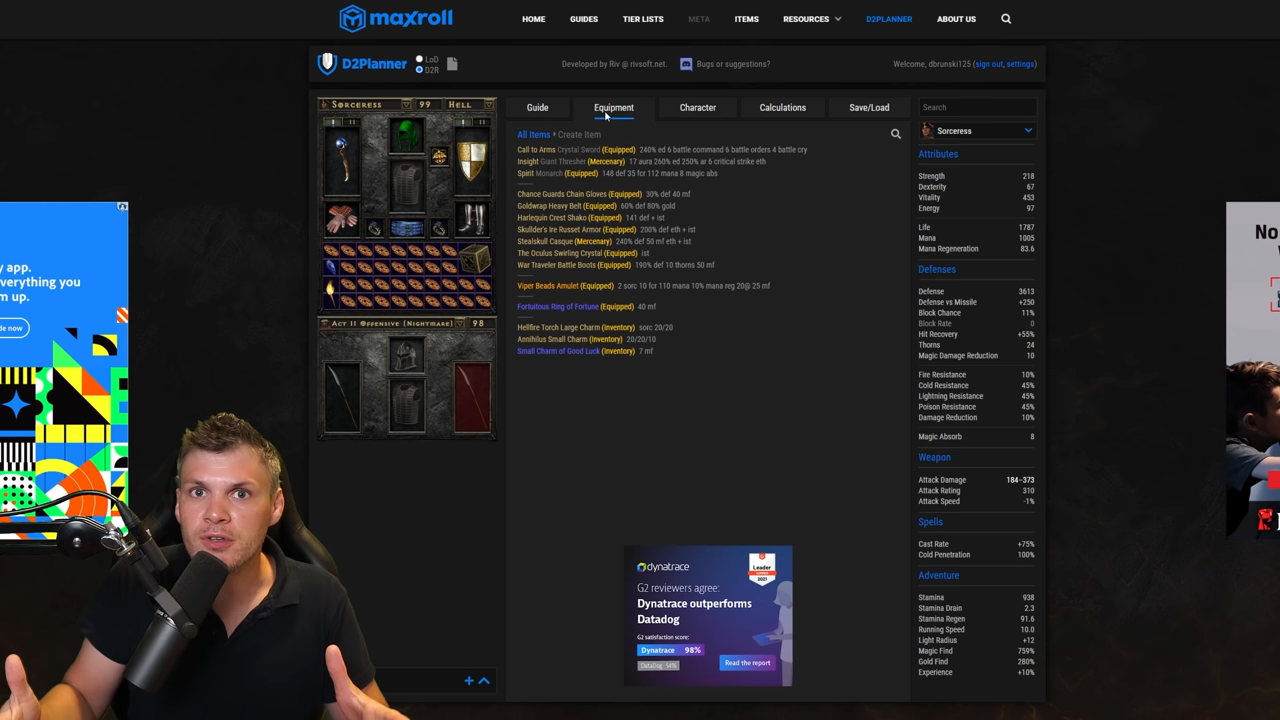 maxroll
HOME
GUIDES
TIER LISTS
META
ITEMS
RESOURCES
D2PLANNER
ABOUT US
D2Planner
LoD
D2R
Developed by Riv @ rivsoft.net.
Bugs or suggestions?
Welcome, dbrunski125 (sign out, settings)
Sorceress
99
Hell
I
II
I
II
Act II Offensive (Nightmare)
98
Guide
Equipment
Character
Calculations
Save/Load
All Items
Create Item
Call to Arms Crystal Sword (Equipped) 240% ed 6 battle command 6 battle orders 4 battle cry
Insight Giant Thresher (Mercenary) 17 aura 260% ed 250% ar 6 critical strike eth
Spirit Monarch (Equipped) 148 def 35 fcr 112 mana 8 magic abs
Chance Guards Chain Gloves (Equipped) 30% def 40 mf
Goldwrap Heavy Belt (Equipped) 60% def 80% gold
Harlequin Crest Shako (Equipped) 141 def + ist
Skullder's Ire Russet Armor (Equipped) 200% def eth + ist
Stealskull Casque (Mercenary) 240% def 50 mf eth + ist
The Oculus Swirling Crystal (Equipped) ist
War Traveler Battle Boots (Equipped) 190% def 10 thorns 50 mf
Viper Beads Amulet (Equipped) 2 sorc 10 fcr 110 mana 10% mana reg 20@ 25 mf
Fortuitous Ring of Fortune (Equipped) 40 mf
Hellfire Torch Large Charm (Inventory) sorc 20/20
Annihilus Small Charm (Inventory) 20/20/10
Small Charm of Good Luck (Inventory) 7 mf
Search
Sorceress
Attributes
Strength 218
Dexterity 67
Vitality 453
Energy 97
Life 1787
Mana 1005
Mana Regeneration 83.6
Defenses
Defense 3613
Defense vs Missile +250
Block Chance 11%
Block Rate 0
Hit Recovery +55%
Thorns 24
Magic Damage Reduction 10
Fire Resistance 10%
Cold Resistance 45%
Lightning Resistance 45%
Poison Resistance 45%
Damage Reduction 10%
Magic Absorb 8
Weapon
Attack Damage 184–373
Attack Rating 310
Attack Speed -1%
Spells
Cast Rate +75%
Cold Penetration 100%
Adventure
Stamina 938
Stamina Drain 2.3
Stamina Regen 91.6
Running Speed 10.0
Light Radius +12
Magic Find 759%
Gold Find 280%
Experience +10%
y app.
everything you
m up.
de now
dynatrace
Leader
2021
G2 reviewers agree:
Dynatrace outperforms
Datadog
G2 satisfaction score:
Dynatrace 98%
DataDog 54%
Read the report
No